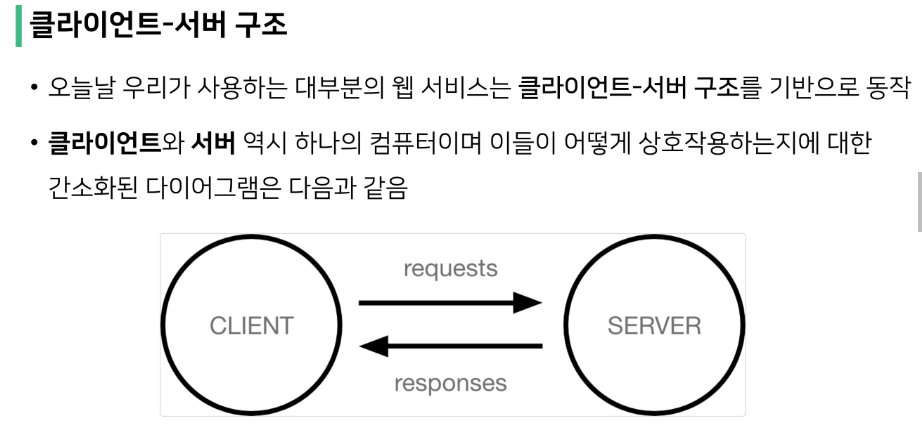 클라이언트-서버 구조
• 오늘날 우리가 사용하는 대부분의 웹 서비스는 클라이언트-서버 구조를 기반으로 동작
• 클라이언트와 서버 역시 하나의 컴퓨터이며 이들이 어떻게 상호작용하는지에 대한
간소화된 다이어그램은 다음과 같음
requests
CLIENT
SERVER
responses